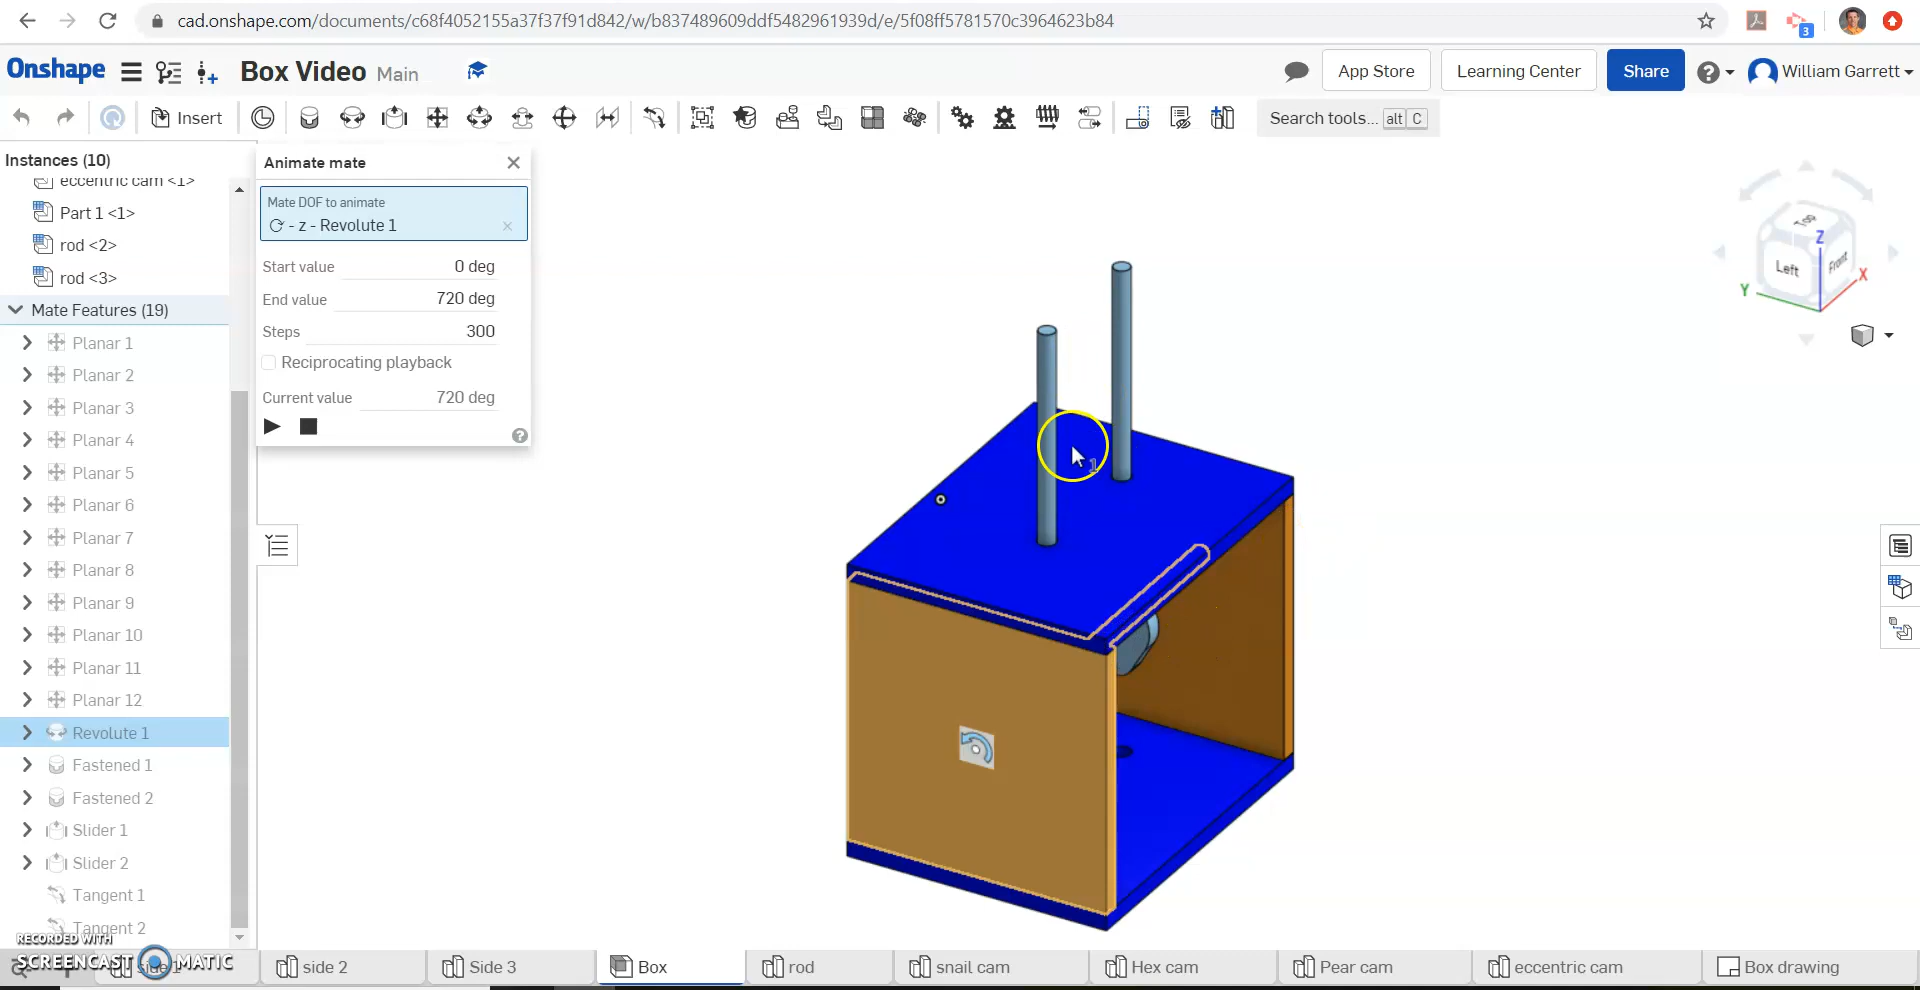 cad.onshape.com/documents/c68f4052155a37f37f91d842/w/b837489609ddf5482961939d/e/5f08ff5781570c3964623b84
3
Onshape
Box Video Main
App Store
Learning Center
Share
William Garrett
Insert
Search tools... alt C
Instances (10)
eccentric cam <1>
Part 1 <1>
rod <2>
rod <3>
Mate Features (19)
Planar 1
Planar 2
Planar 3
Planar 4
Planar 5
Planar 6
Planar 7
Planar 8
Planar 9
Planar 10
Planar 11
Planar 12
Revolute 1
Fastened 1
Fastened 2
Slider 1
Slider 2
Tangent 1
Tangent 2
Animate mate
Mate DOF to animate
- z - Revolute 1
Start value 0 deg
End value 720 deg
Steps 300
Reciprocating playback
Current value 720 deg
1
Top
Left
Front
Z
X
Y
RECORDED WITH
SCREENCAST MATIC
side 1
side 2
Side 3
Box
rod
snail cam
Hex cam
Pear cam
eccentric cam
Box drawing